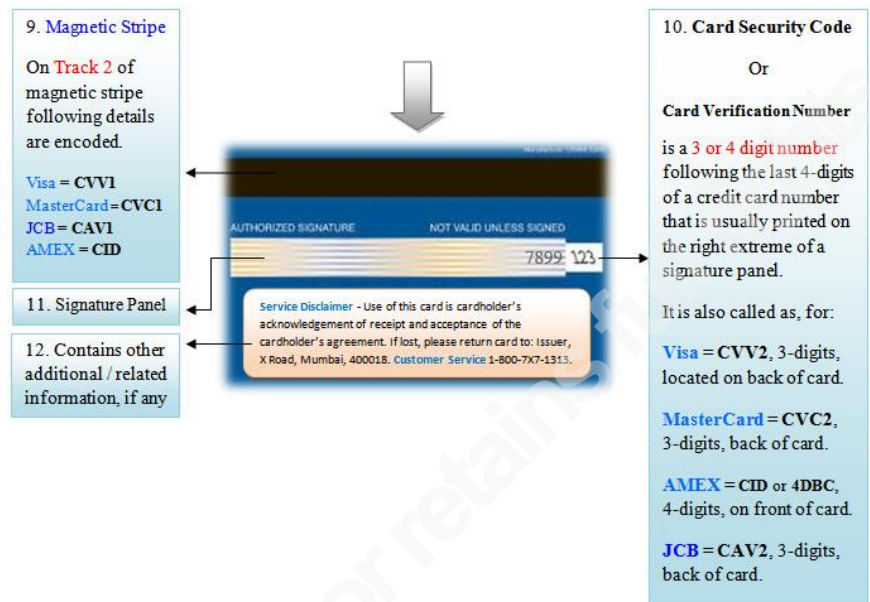 9. Magnetic Stripe
On Track 2 of
magnetic stripe
following details
are encoded.
Visa = CVV1
MasterCard = CVC1
JCB = CAV1
AMEX = CID
11. Signature Panel
12. Contains other
additional / related
information, if any
AUTHORIZED SIGNATURE NOT VALID UNLESS SIGNED
7899 123
Service Disclaimer - Use of this card is cardholder's
acknowledgement of receipt and acceptance of the
cardholder's agreement. If lost, please return card to: Issuer,
X Road, Mumbai, 400018. Customer Service 1-800-7X7-1313.
10. Card Security Code
Or
Card Verification Number
is a 3 or 4 digit number
following the last 4-digits
of a credit card number
that is usually printed on
the right extreme of a
signature panel.
It is also called as, for:
Visa = CVV2, 3-digits,
located on back of card.
MasterCard = CVC2,
3-digits, back of card.
AMEX = CID or 4DBC,
4-digits, on front of card.
JCB = CAV2, 3-digits,
back of card.
or retains